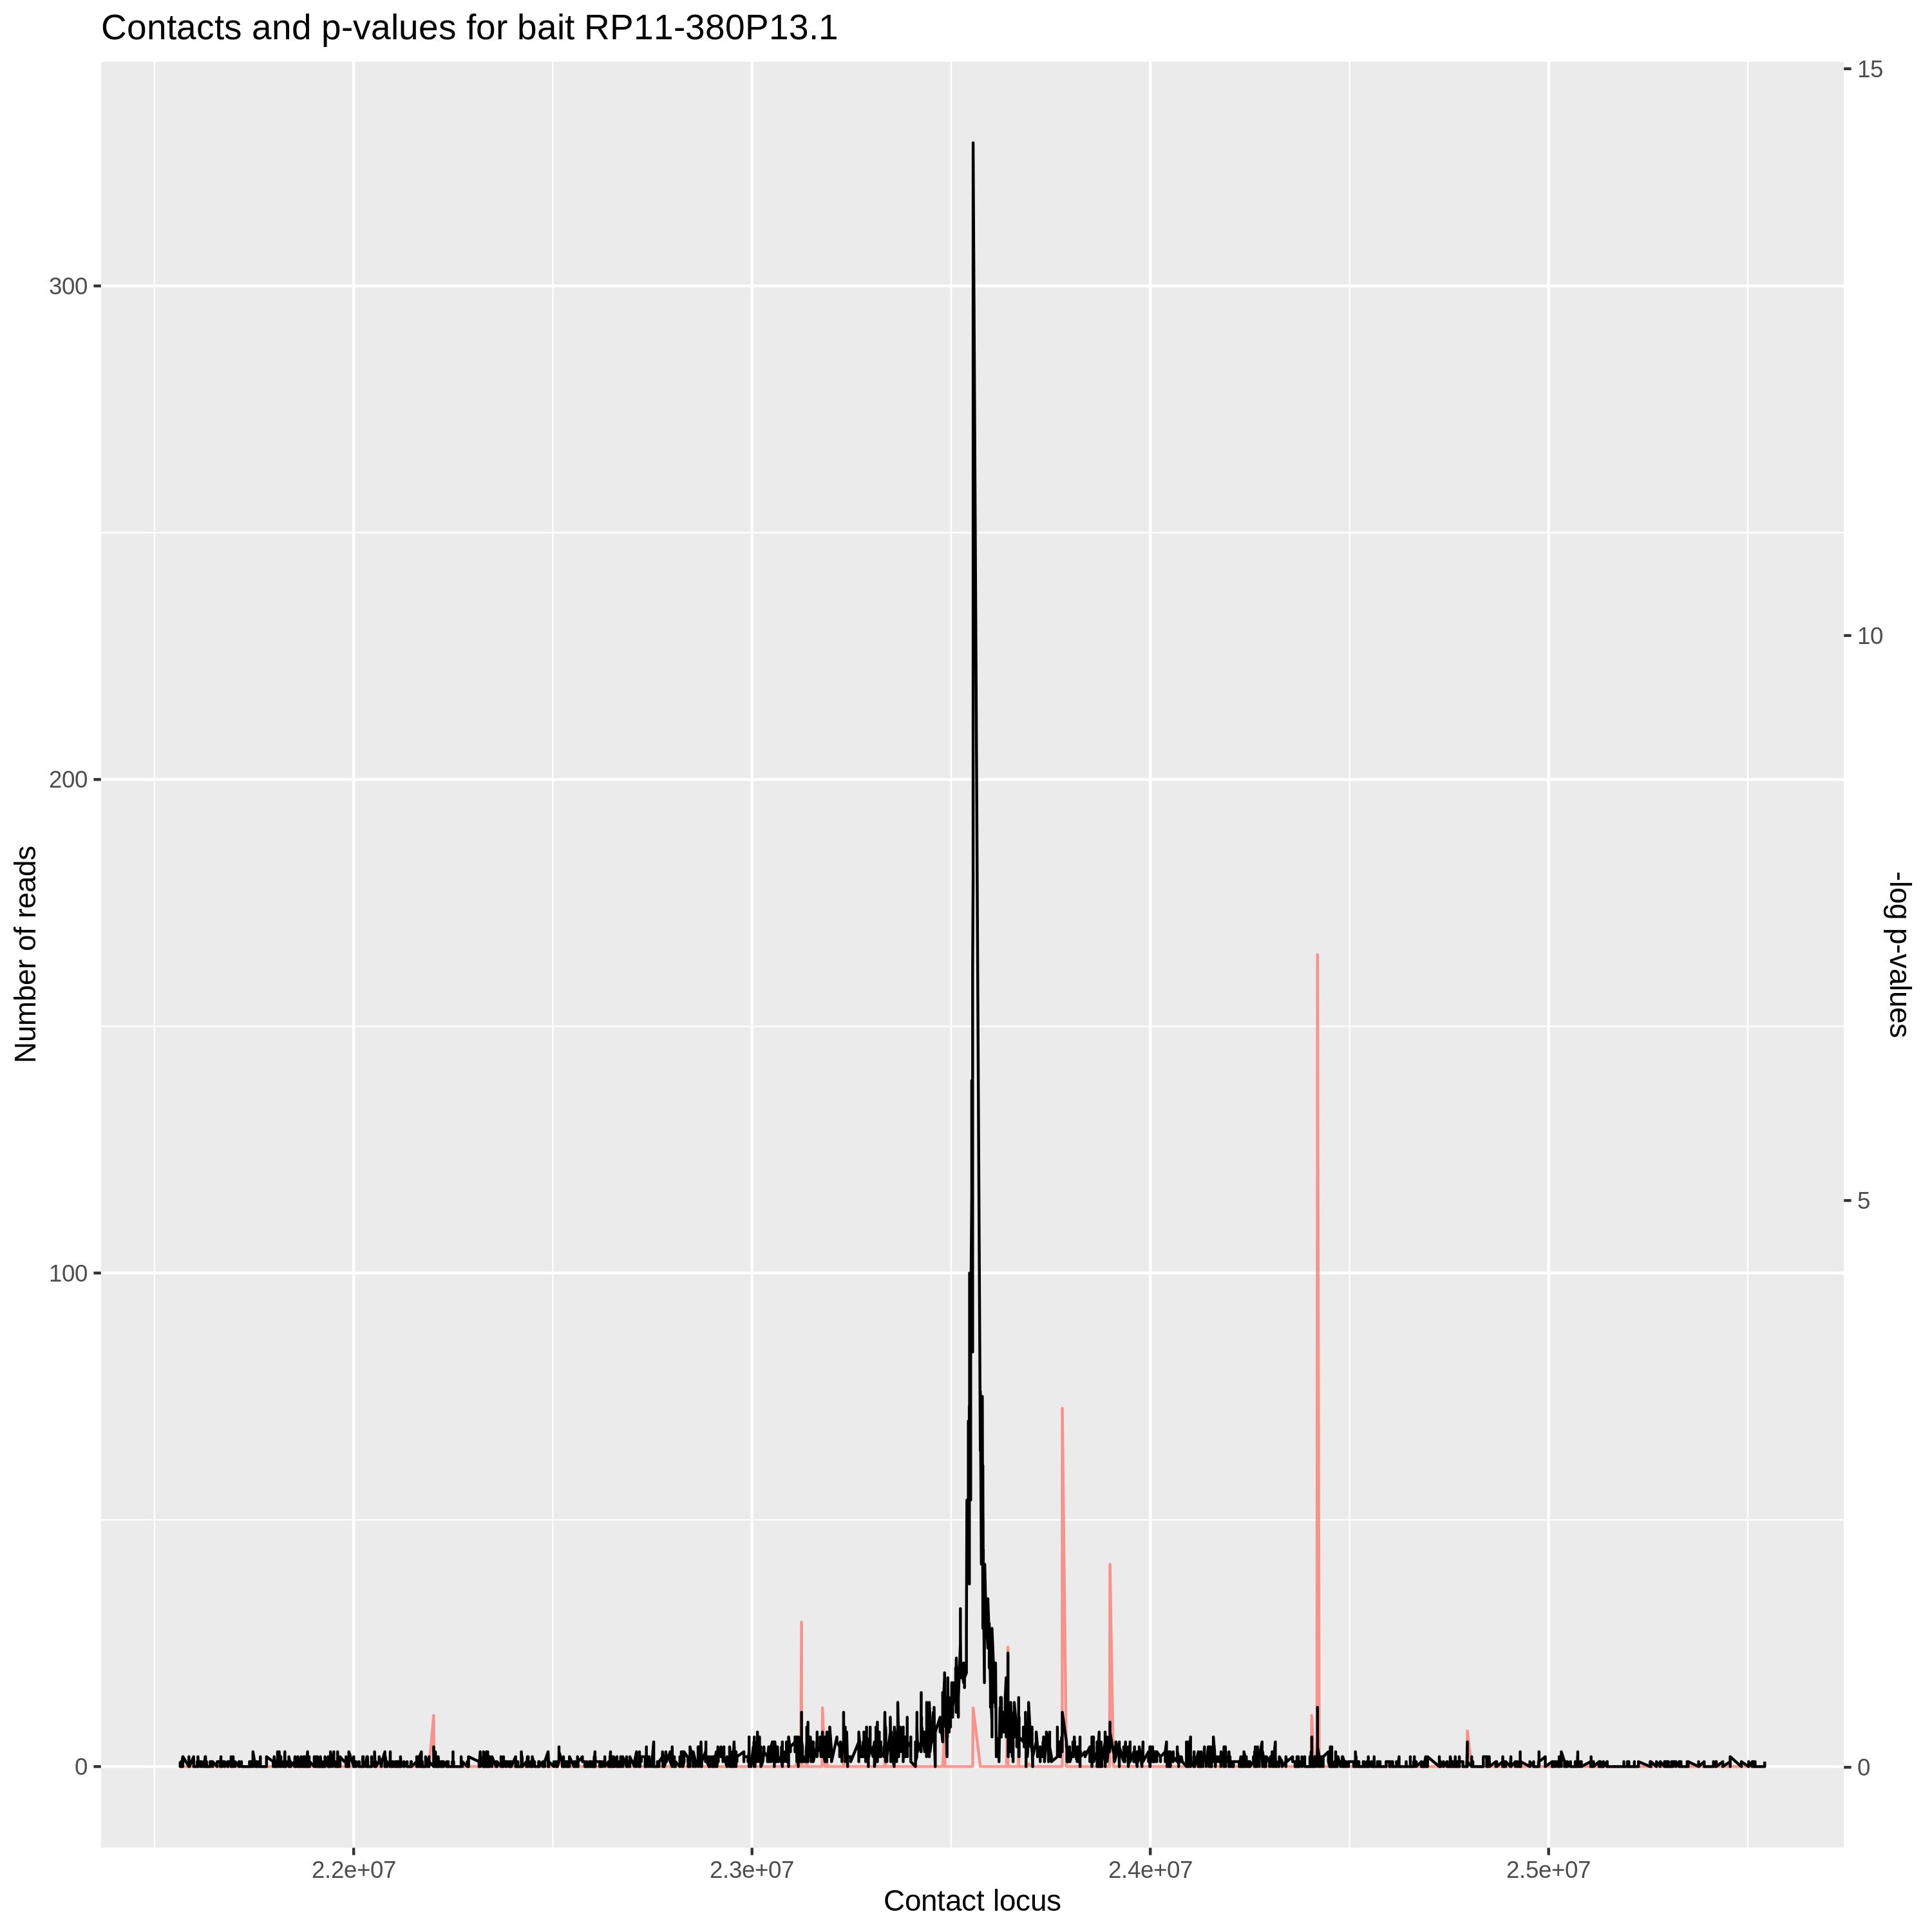 Contacts and p-values for bait RP11-380P13.1
15
300
10
200
Number of reads
-log p-values
5
100
0
0
2.2e+07
2.3e+07
2.4e+07
2.5e+07
Contact locus